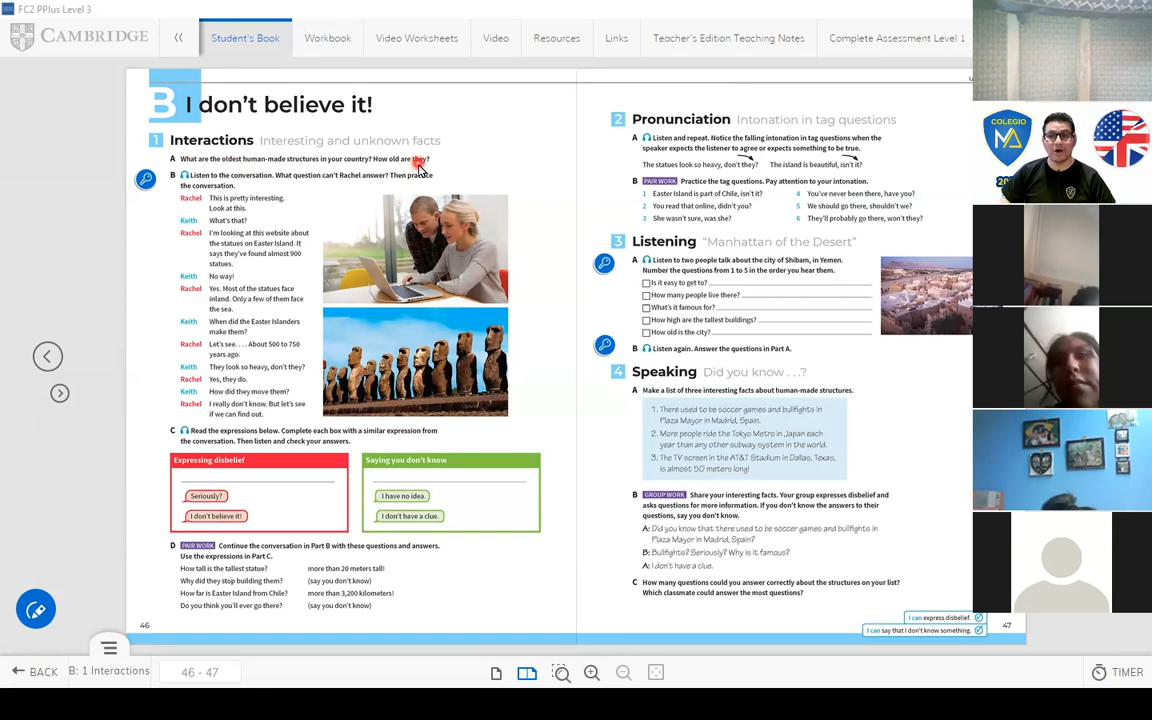 FC2 PPlus Level 3
CAMBRIDGE
Student's Book
Workbook
Video Worksheets
Video
Resources
Links
Teacher's Edition Teaching Notes
Complete Assessment Level 1
B I don't believe it!
1 Interactions Interesting and unknown facts
A What are the oldest human-made structures in your country? How old are they?
B Listen to the conversation. What question can't Rachel answer? Then practice
the conversation.
Rachel This is pretty interesting.
Look at this.
Keith What's that?
Rachel I'm looking at this website about
the statues on Easter Island. It
says they've found almost 900
statues.
Keith No way!
Rachel Yes. Most of the statues face
inland. Only a few of them face
the sea.
Keith When did the Easter Islanders
make them?
Rachel Let's see. . . . About 500 to 750
years ago.
Keith They look so heavy, don't they?
Rachel Yes, they do.
Keith How did they move them?
Rachel I really don't know. But let's see
if we can find out.
C Read the expressions below. Complete each box with a similar expression from
the conversation. Then listen and check your answers.
Expressing disbelief
Seriously?
I don't believe it!
Saying you don't know
I have no idea.
I don't have a clue.
D PAIR WORK Continue the conversation in Part B with these questions and answers.
Use the expressions in Part C.
How tall is the tallest statue? more than 20 meters tall!
Why did they stop building them? (say you don't know)
How far is Easter Island from Chile? more than 3,200 kilometers!
Do you think you'll ever go there? (say you don't know)
46
2 Pronunciation Intonation in tag questions
A Listen and repeat. Notice the falling intonation in tag questions when the
speaker expects the listener to agree or expects something to be true.
The statues look so heavy, don't they? The island is beautiful, isn't it?
B PAIR WORK Practice the tag questions. Pay attention to your intonation.
1 Easter Island is part of Chile, isn't it? 4 You've never been there, have you?
2 You read that online, didn't you? 5 We should go there, shouldn't we?
3 She wasn't sure, was she? 6 They'll probably go there, won't they?
3 Listening "Manhattan of the Desert"
A Listen to two people talk about the city of Shibam, in Yemen.
Number the questions from 1 to 5 in the order you hear them.
Is it easy to get to?
How many people live there?
What's it famous for?
How high are the tallest buildings?
How old is the city?
B Listen again. Answer the questions in Part A.
4 Speaking Did you know . . .?
A Make a list of three interesting facts about human-made structures.
1. There used to be soccer games and bullfights in
Plaza Mayor in Madrid, Spain.
2. More people ride the Tokyo Metro in Japan each
year than any other subway system in the world.
3. The TV screen in the AT&T Stadium in Dallas, Texas,
is almost 50 meters long!
B GROUP WORK Share your interesting facts. Your group expresses disbelief and
asks questions for more information. If you don't know the answers to their
questions, say you don't know.
A: Did you know that there used to be soccer games and bullfights in
Plaza Mayor in Madrid, Spain?
B: Bullfights? Seriously? Why is it famous?
A: I don't have a clue.
C How many questions could you answer correctly about the structures on your list?
Which classmate could answer the most questions?
I can express disbelief.
I can say that I don't know something.
47
COLEGIO
MA
BACK
B: 1 Interactions
46 - 47
TIMER